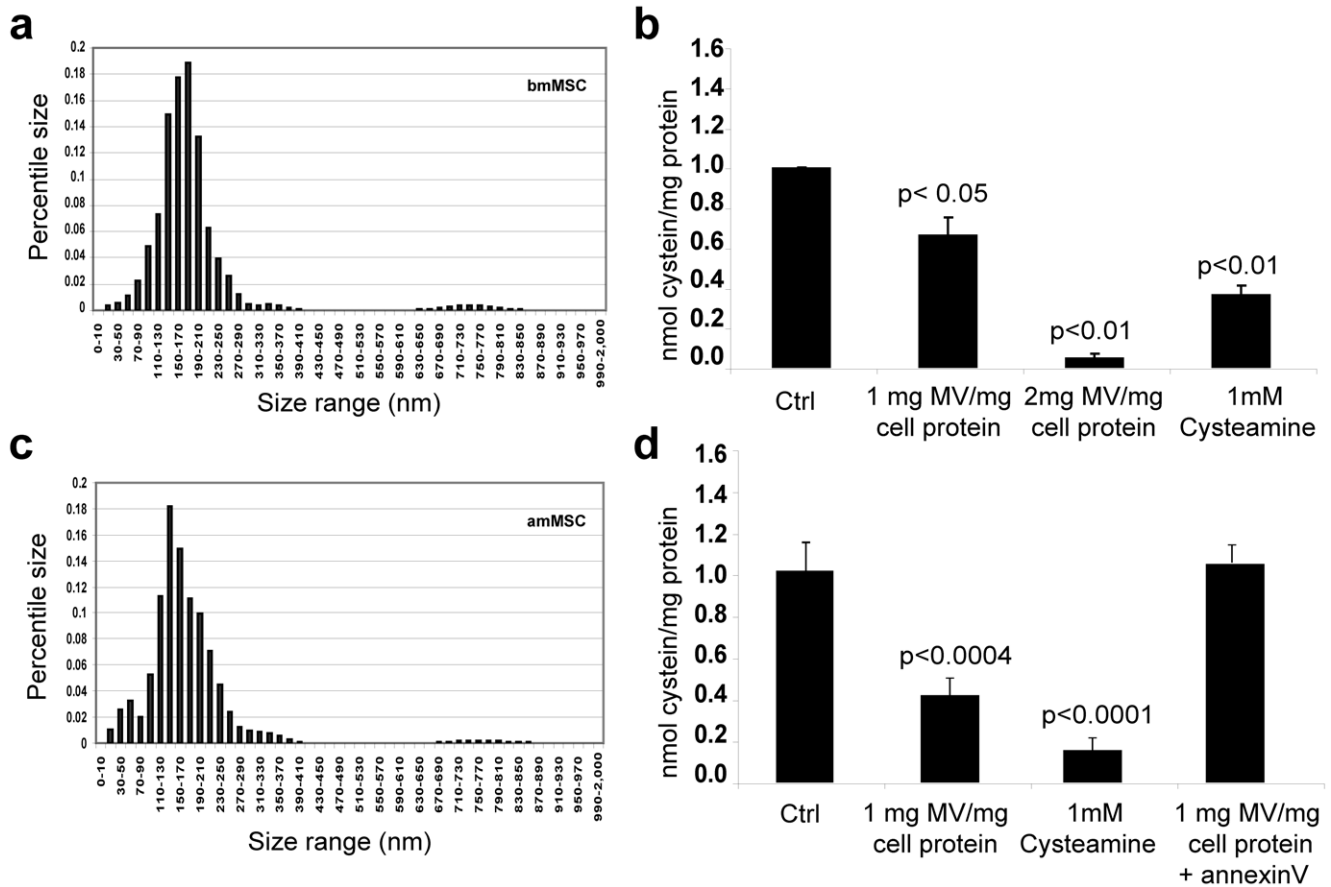 a
Percentile size
0.2
0.18
0.16
0.14
0.12
0.1
0.08
0.06
0.04
0.02
0
bmMSC
0-10
30-50
70-90
110-130
150-170
190-210
230-250
270-290
310-330
350-370
390-410
430-450
470-490
510-530
550-570
590-610
630-650
670-690
710-730
750-770
790-810
830-850
870-890
910-930
950-970
990-2,000
Size range (nm)
b
nmol cystein/mg protein
1.6
1.4
1.2
1.0
0.8
0.6
0.4
0.2
0.0
p< 0.05
p<0.01
p<0.01
Ctrl
1 mg MV/mg
cell protein
2mg MV/mg
cell protein
1mM
Cysteamine
c
Percentile size
0.2
0.18
0.16
0.14
0.12
0.1
0.08
0.06
0.04
0.02
0
amMSC
0-10
30-50
70-90
110-130
150-170
190-210
230-250
270-290
310-330
350-370
390-410
430-450
470-490
510-530
550-570
590-610
630-650
670-690
710-730
750-770
790-810
830-850
870-890
910-930
950-970
990-2,000
Size range (nm)
d
nmol cystein/mg protein
1.6
1.4
1.2
1.0
0.8
0.6
0.4
0.2
0.0
p<0.0004
p<0.0001
Ctrl
1 mg MV/mg
cell protein
1mM
Cysteamine
1 mg MV/mg
cell protein
+ annexinV